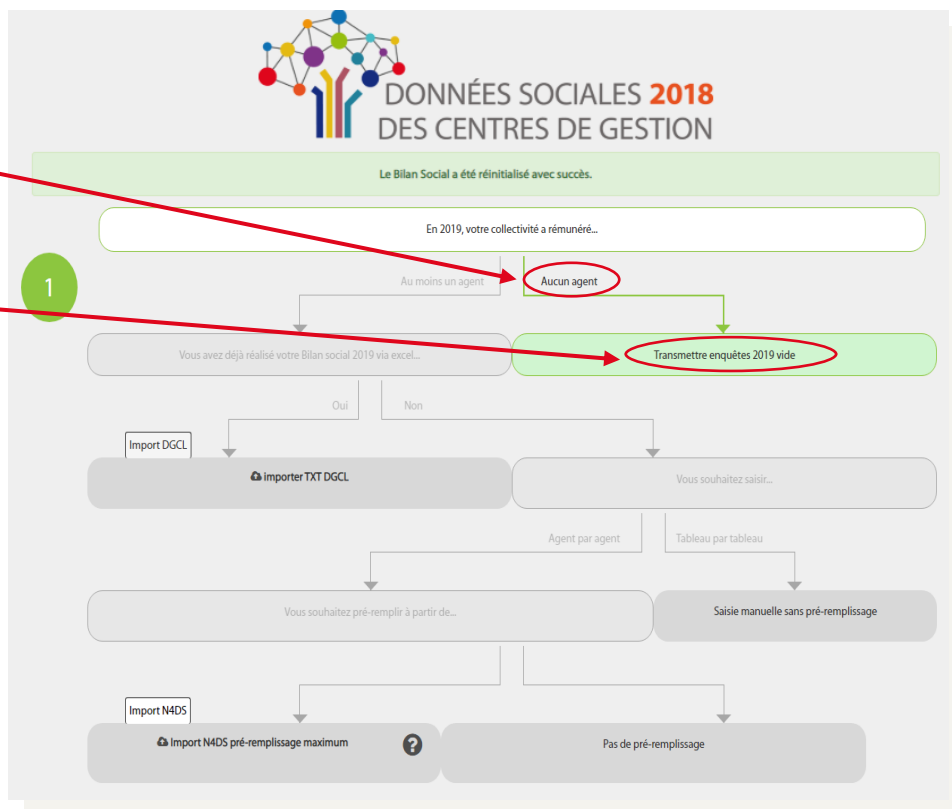 DONNÉES SOCIALES 2018
DES CENTRES DE GESTION
Le Bilan Social a été réinitialisé avec succès.
En 2019, votre collectivité a rémunéré...
1
Au moins un agent
Aucun agent
Vous avez déjà réalisé votre Bilan social 2019 via excel...
Transmettre enquêtes 2019 vide
Oui
Non
Import DGCL
importer TXT DGCL
Vous souhaitez saisir...
Agent par agent
Tableau par tableau
Vous souhaitez pré-remplir à partir de...
Saisie manuelle sans pré-remplissage
Import N4DS
Import N4DS pré-remplissage maximum
?
Pas de pré-remplissage